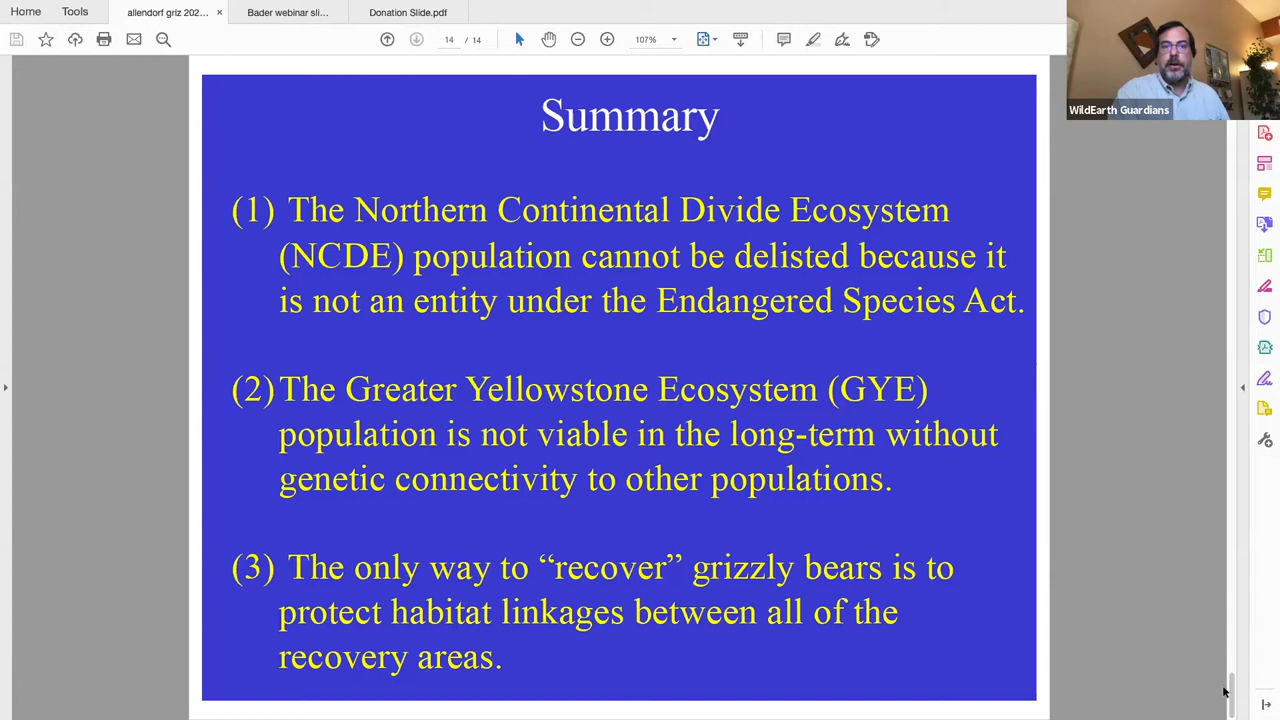 Home
Tools
allendorf griz 202... ×
Bader webinar sli...
Donation Slide.pdf
14 / 14
107%
WildEarth Guardians
Summary
(1) The Northern Continental Divide Ecosystem
(NCDE) population cannot be delisted because it
is not an entity under the Endangered Species Act.
(2) The Greater Yellowstone Ecosystem (GYE)
population is not viable in the long-term without
genetic connectivity to other populations.
(3) The only way to “recover” grizzly bears is to
protect habitat linkages between all of the
recovery areas.